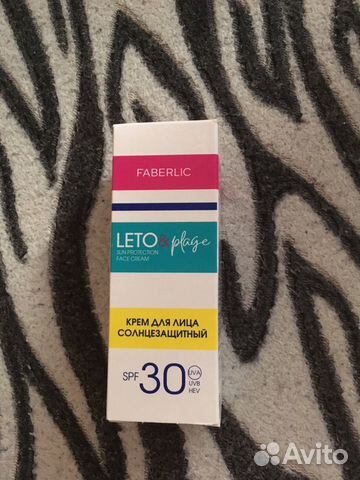 FABERLIC
LETO & plage
SUN PROTECTION
FACE CREAM
КРЕМ ДЛЯ ЛИЦА
СОЛНЦЕЗАЩИТНЫЙ
SPF 30 UVA
UVB
HEV
Avito